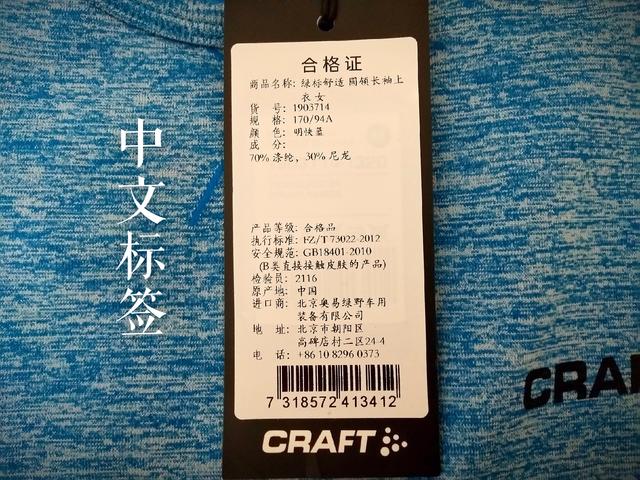 合格证
商品名称: 绿标舒适 圆领长袖上
衣 女
货 号: 1903714
规 格: 170/94A
颜 色: 明快蓝
成 分:
70% 涤纶, 30% 尼龙
产品等级: 合格品
执行标准: FZ/T 73022-2012
安全规范: GB18401-2010
(B类直接接触皮肤的产品)
检验员: 2116
原产地: 中国
进口商: 北京奥易绿野车用
装备有限公司
地 址: 北京市朝阳区
高碑店村二区24-4
电 话: +86 10 8296 0373
7 318572 413412
CRAFT
中文标签
CRAF